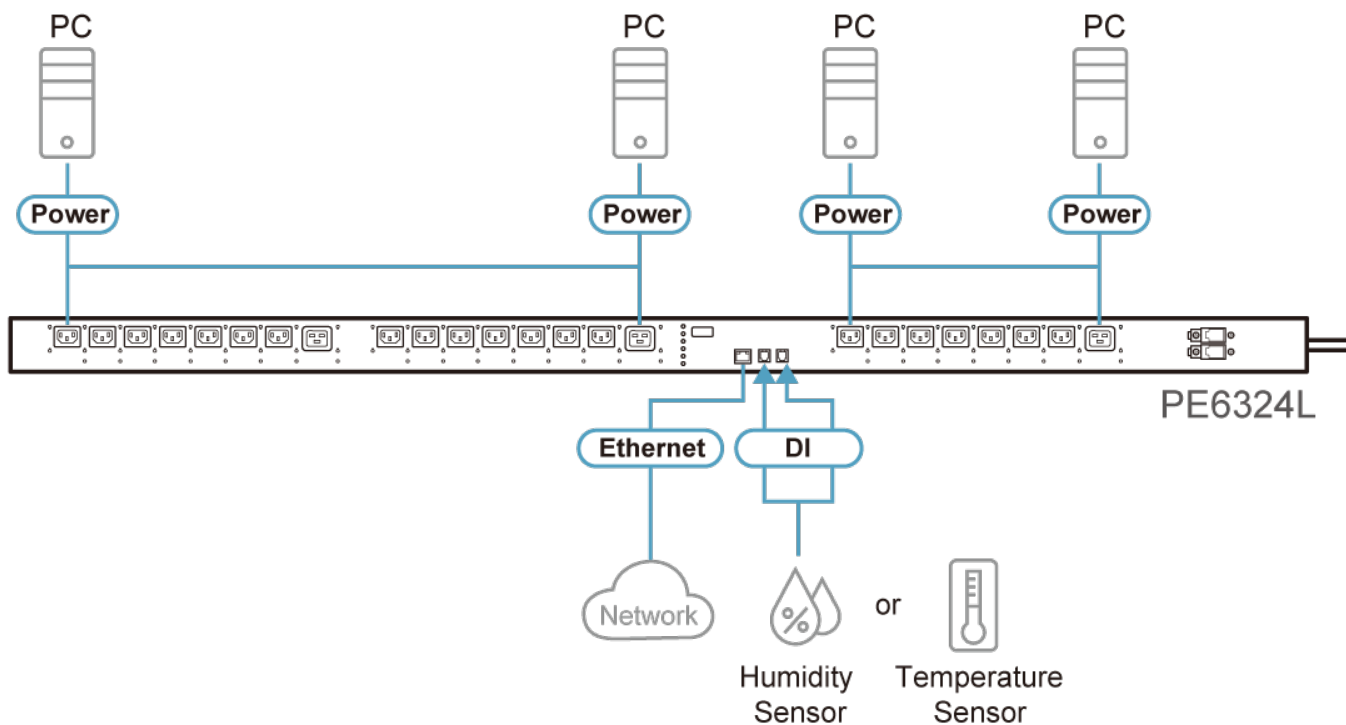 PC
PC
PC
PC
Power
Power
Power
Power
PE6324L
Ethernet
DI
Network
%
or
Humidity
Sensor
Temperature
Sensor